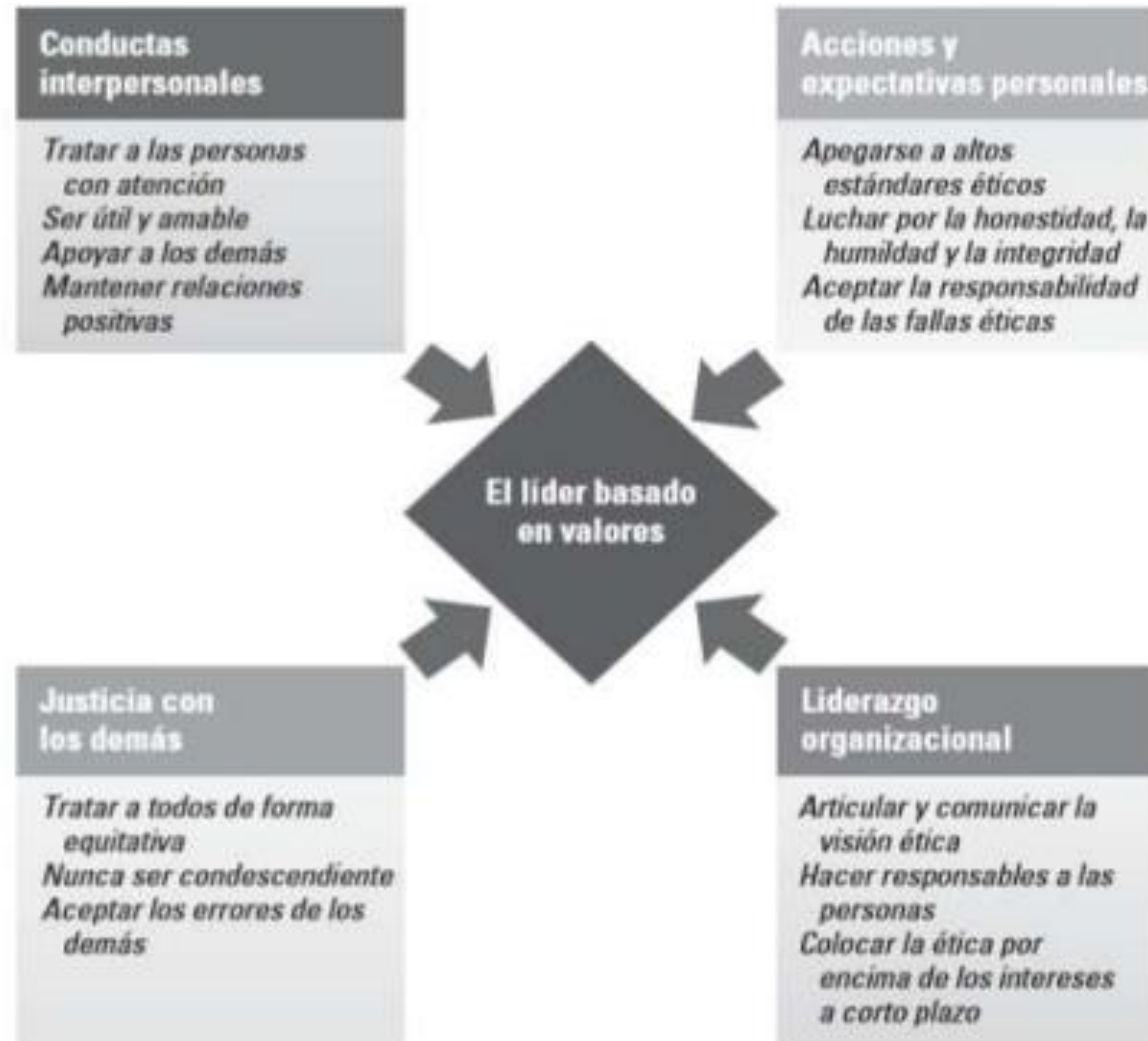 Conductas
interpersonales
Tratar a las personas
con atención
Ser útil y amable
Apoyar a los demás
Mantener relaciones
positivas
Acciones y
expectativas personales
Apegarse a altos
estándares éticos
Luchar por la honestidad, la
humildad y la integridad
Aceptar la responsabilidad
de las fallas éticas
El líder basado
en valores
Justicia con
los demás
Tratar a todos de forma
equitativa
Nunca ser condescendiente
Aceptar los errores de los
demás
Liderazgo
organizacional
Articular y comunicar la
visión ética
Hacer responsables a las
personas
Colocar la ética por
encima de los intereses
a corto plazo